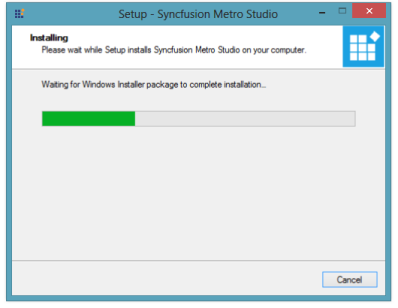 Setup - Syncfusion Metro Studio
Installing
Please wait while Setup installs Syncfusion Metro Studio on your computer.
Waiting for Windows Installer package to complete installation...
Cancel